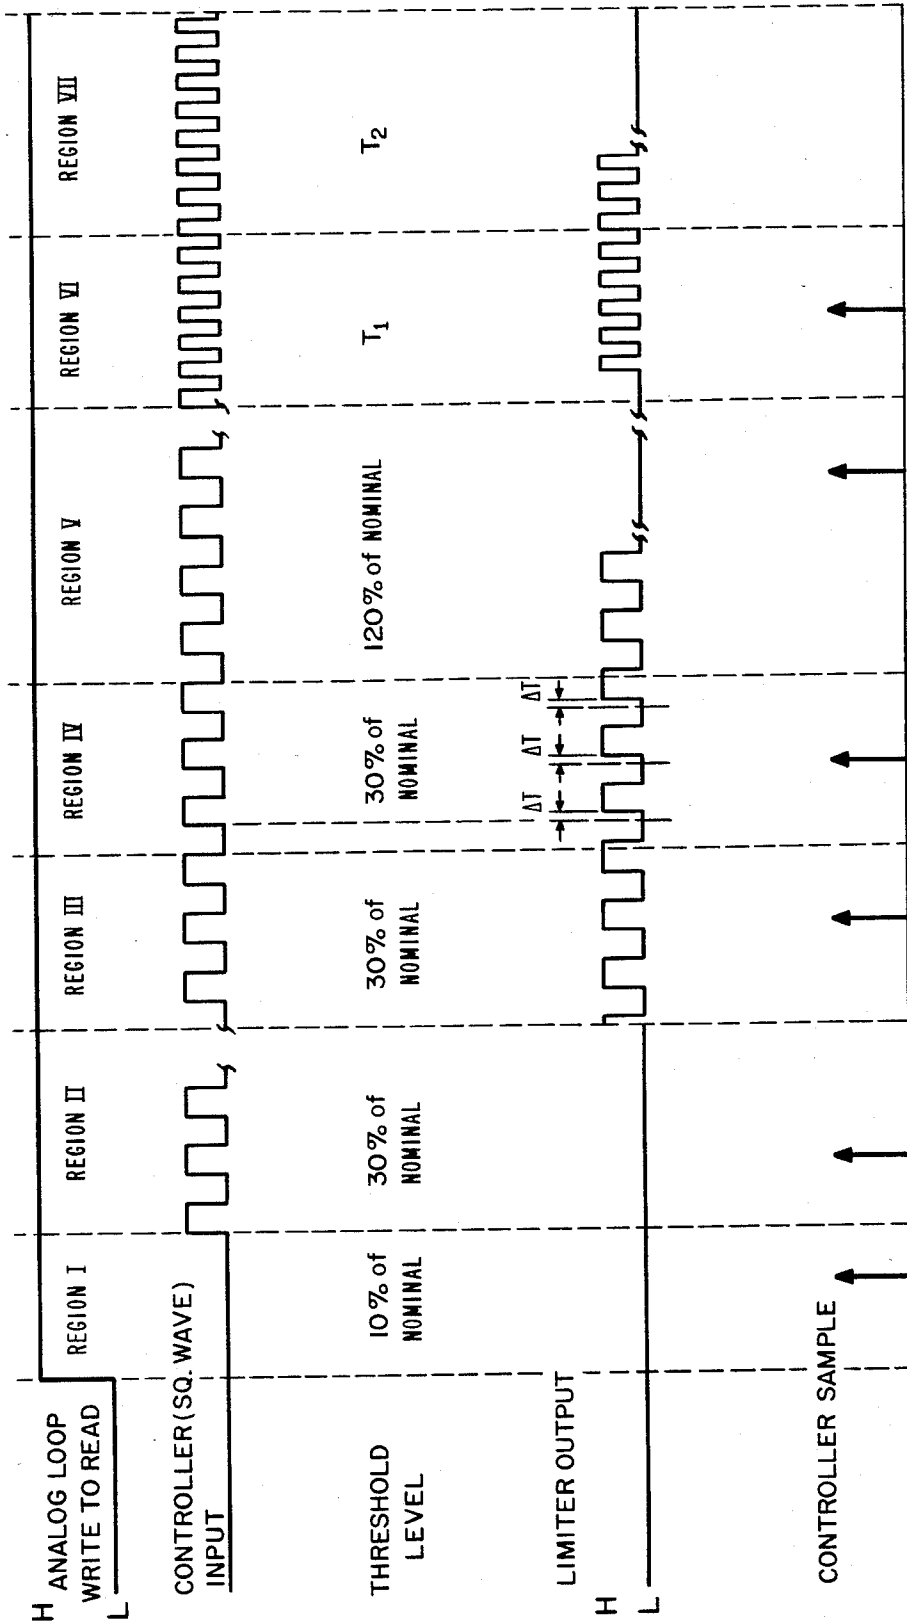 H
ANALOG LOOP
WRITE TO READ
L
REGION I
REGION II
REGION III
REGION IV
REGION V
REGION VI
REGION VII
CONTROLLER (SQ. WAVE)
INPUT
THRESHOLD
LEVEL
10% of
NOMINAL
30% of
NOMINAL
30% of
NOMINAL
30% of
NOMINAL
120% of NOMINAL
T1
T2
LIMITER OUTPUT
H
L
ΔT
ΔT
ΔT
CONTROLLER SAMPLE